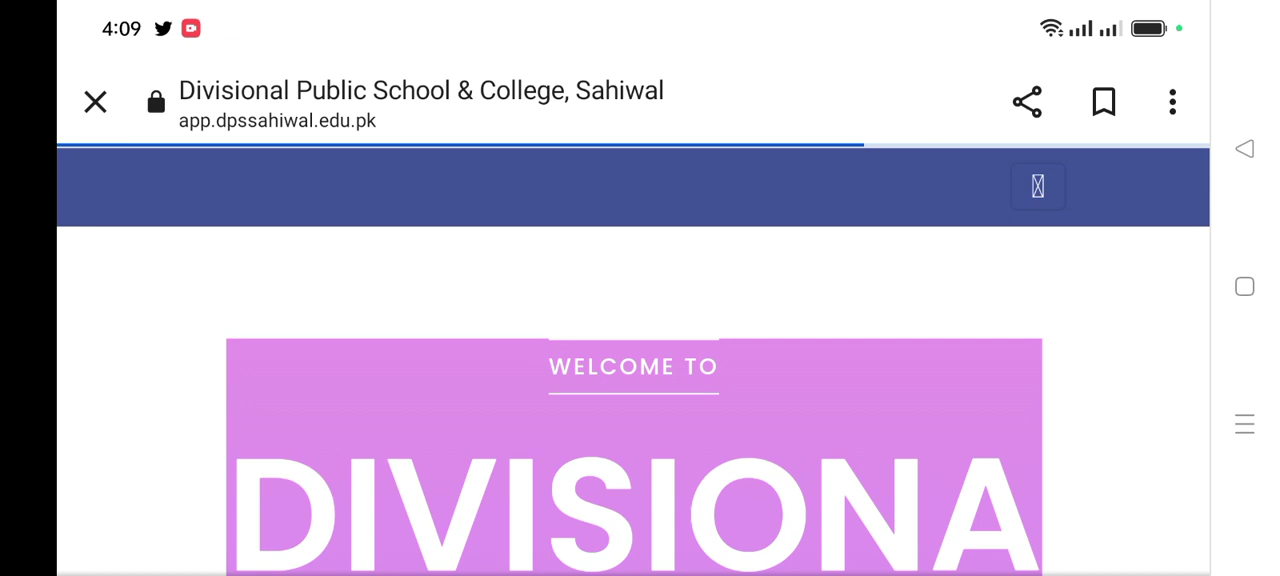 4:09
Divisional Public School & College, Sahiwal
app.dpssahiwal.edu.pk
WELCOME TO
DIVISIONA